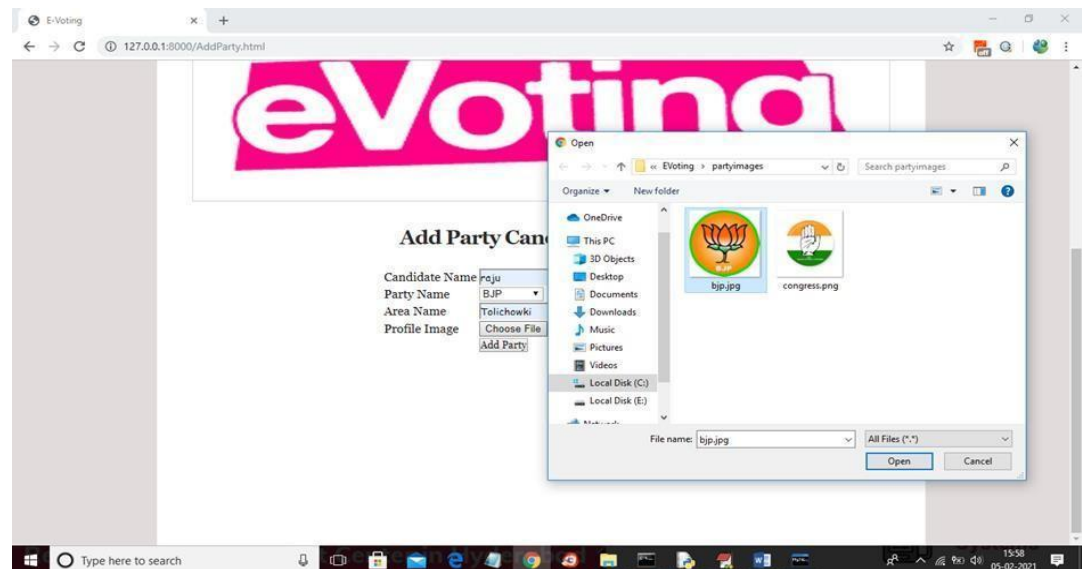 E-Voting
127.0.0.1:8000/AddParty.html
eVoting
Open
« EVoting > partyimages
Search partyimages
Organize
New folder
OneDrive
This PC
3D Objects
Desktop
Documents
Downloads
Music
Pictures
Videos
Local Disk (C:)
Local Disk (E:)
BJP
bjp.jpg
congress.png
File name: bjp.jpg
All Files (*.*)
Open
Cancel
Add Party Can
Candidate Name raju
Party Name BJP
Area Name Tolichowki
Profile Image Choose File
Add Party
Type here to search
15:58
05-02-2021